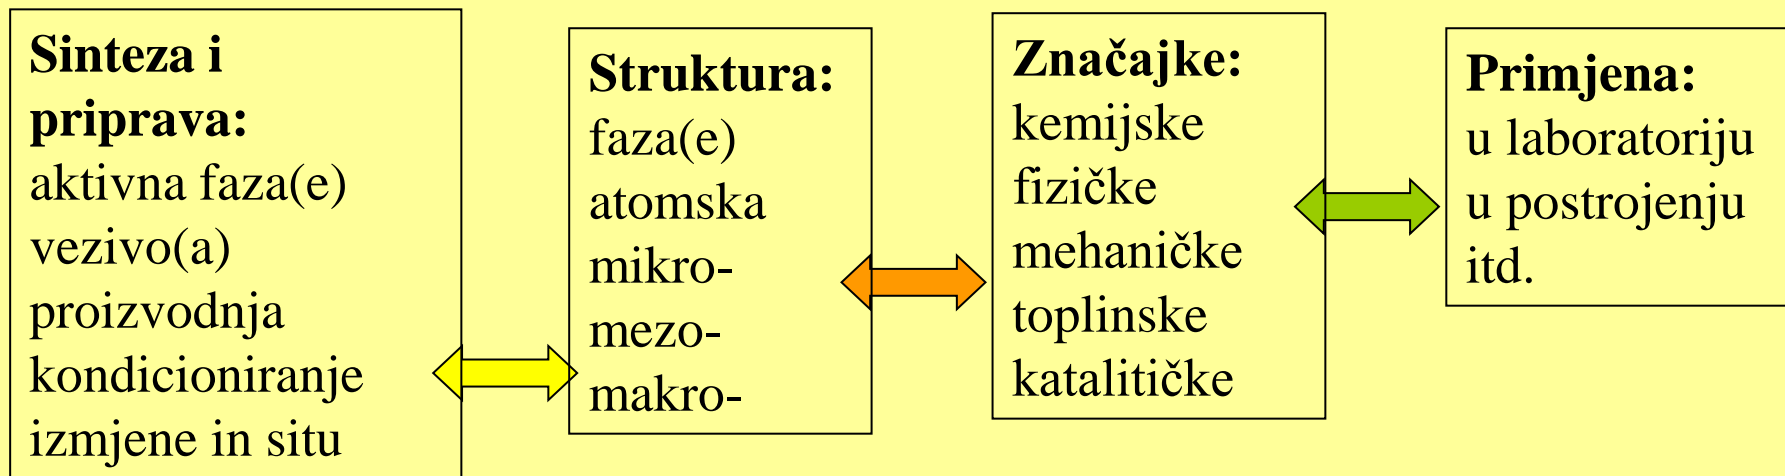 Sinteza i
priprava:
aktivna faza(e)
vezivo(a)
proizvodnja
kondicioniranje
izmjene in situ
Struktura:
faza(e)
atomska
mikro-
mezo-
makro-
Značajke:
kemijske
fizičke
mehaničke
toplinske
katalitičke
Primjena:
u laboratoriju
u postrojenju
itd.